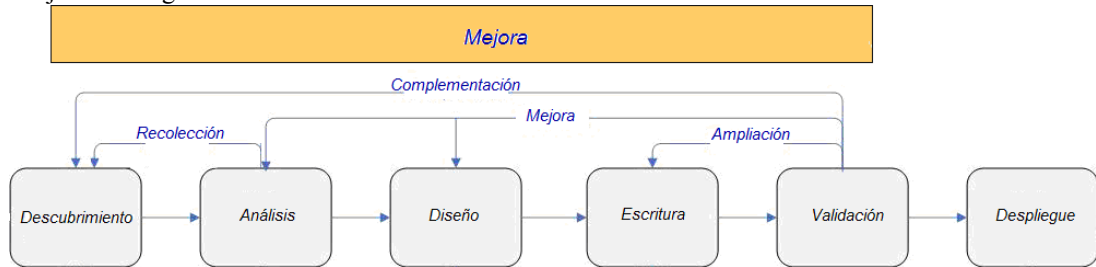 Mejora
Complementación
Mejora
Recolección
Ampliación
Descubrimiento
Análisis
Diseño
Escritura
Validación
Despliegue